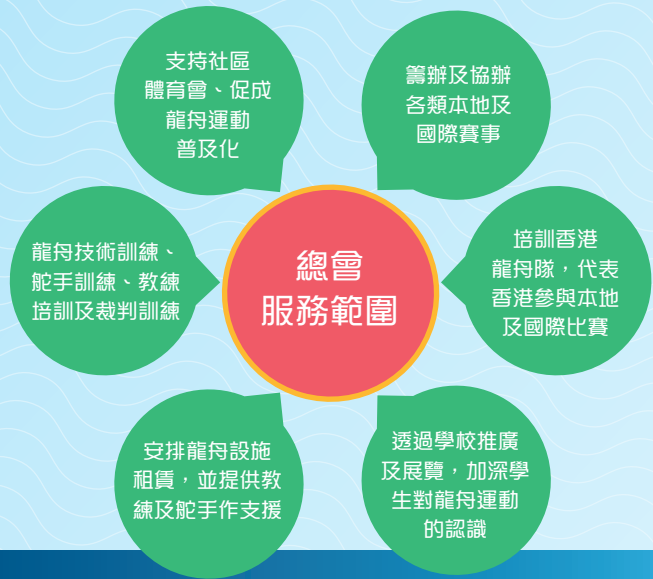 支持社區
體育會、促成
龍舟運動
普及化
籌辦及協辦
各類本地及
國際賽事
龍舟技術訓練、
舵手訓練、教練
培訓及裁判訓練
總會
服務範圍
培訓香港
龍舟隊，代表
香港參與本地
及國際比賽
安排龍舟設施
租賃，並提供教
練及舵手作支援
透過學校推廣
及展覽，加深學
生對龍舟運動
的認識